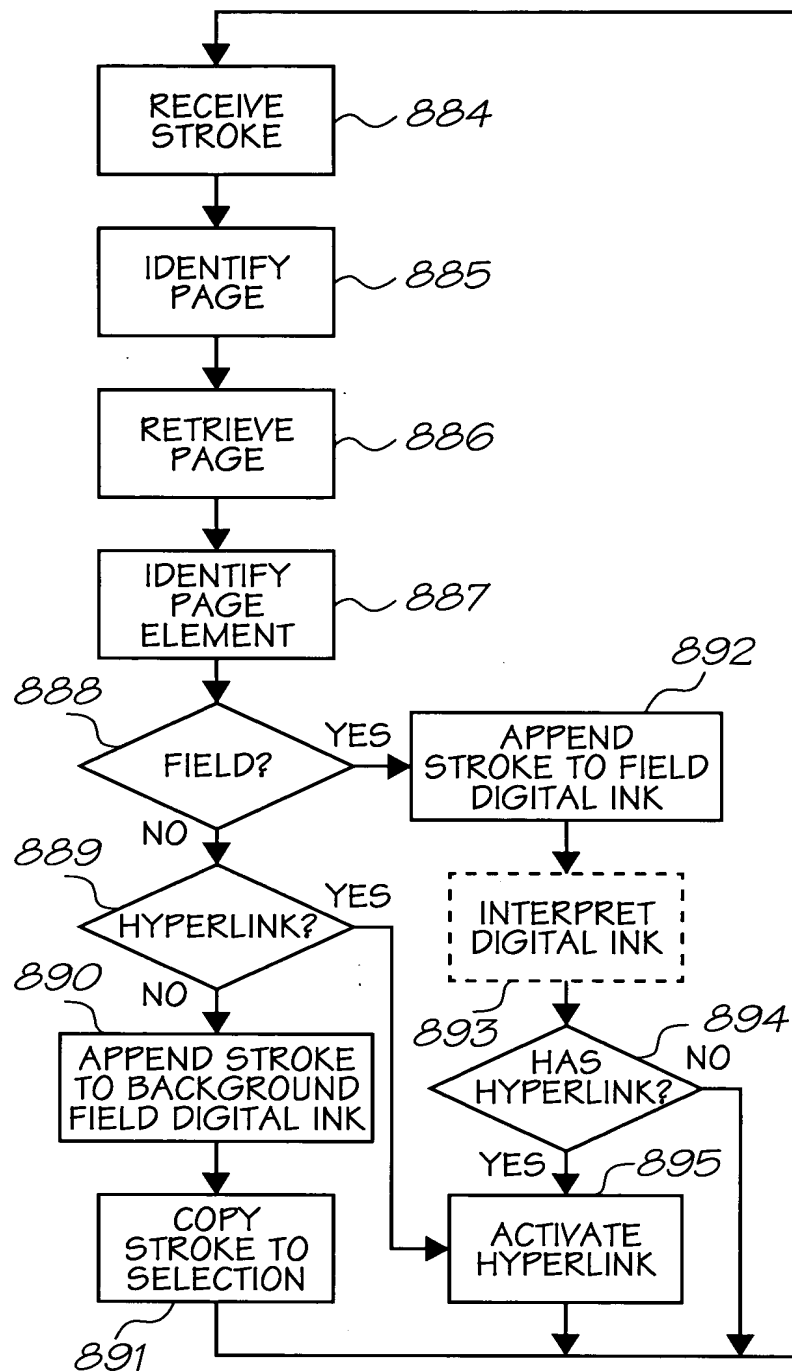 RECEIVE
STROKE
884
IDENTIFY
PAGE
885
RETRIEVE
PAGE
886
IDENTIFY
PAGE
ELEMENT
887
888
FIELD?
YES
NO
892
APPEND
STROKE TO FIELD
DIGITAL INK
889
HYPERLINK?
YES
NO
INTERPRET
DIGITAL INK
893
890
APPEND STROKE
TO BACKGROUND
FIELD DIGITAL INK
894
HAS
HYPERLINK?
NO
YES
895
COPY
STROKE TO
SELECTION
891
ACTIVATE
HYPERLINK